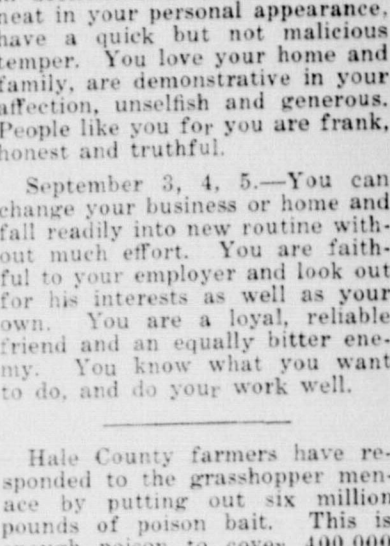 neat in your personal appearance,
have a quick but not malicious
temper. You love your home and
family, are demonstrative in your
affection, unselfish and generous.
People like you for you are frank,
honest and truthful.
September 3, 4, 5.—You can
change your business or home and
fall readily into new routine with-
out much effort. You are faith-
ful to your employer and look out
for his interests as well as your
own. You are a loyal, reliable
friend and an equally bitter ene-
my. You know what you want
to do, and do your work well.
Hale County farmers have re-
sponded to the grasshopper men-
ace by putting out six million
pounds of poison bait. This is
poison to cover 400,000